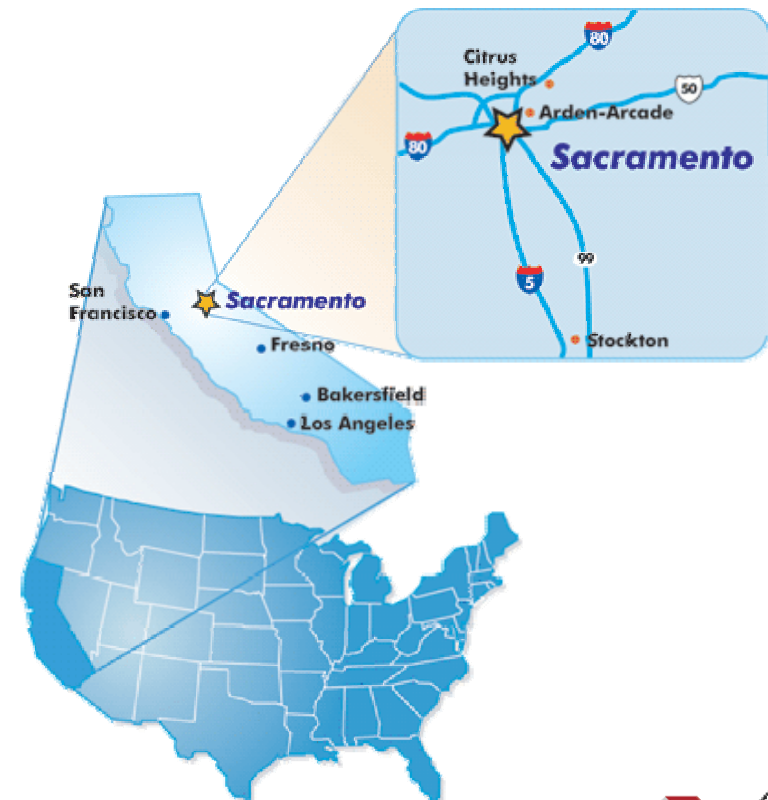 80
Citrus
Heights
50
Arden-Arcade
80
Sacramento
99
5
Stockton
San
Francisco
Sacramento
Fresno
Bakersfield
Los Angeles